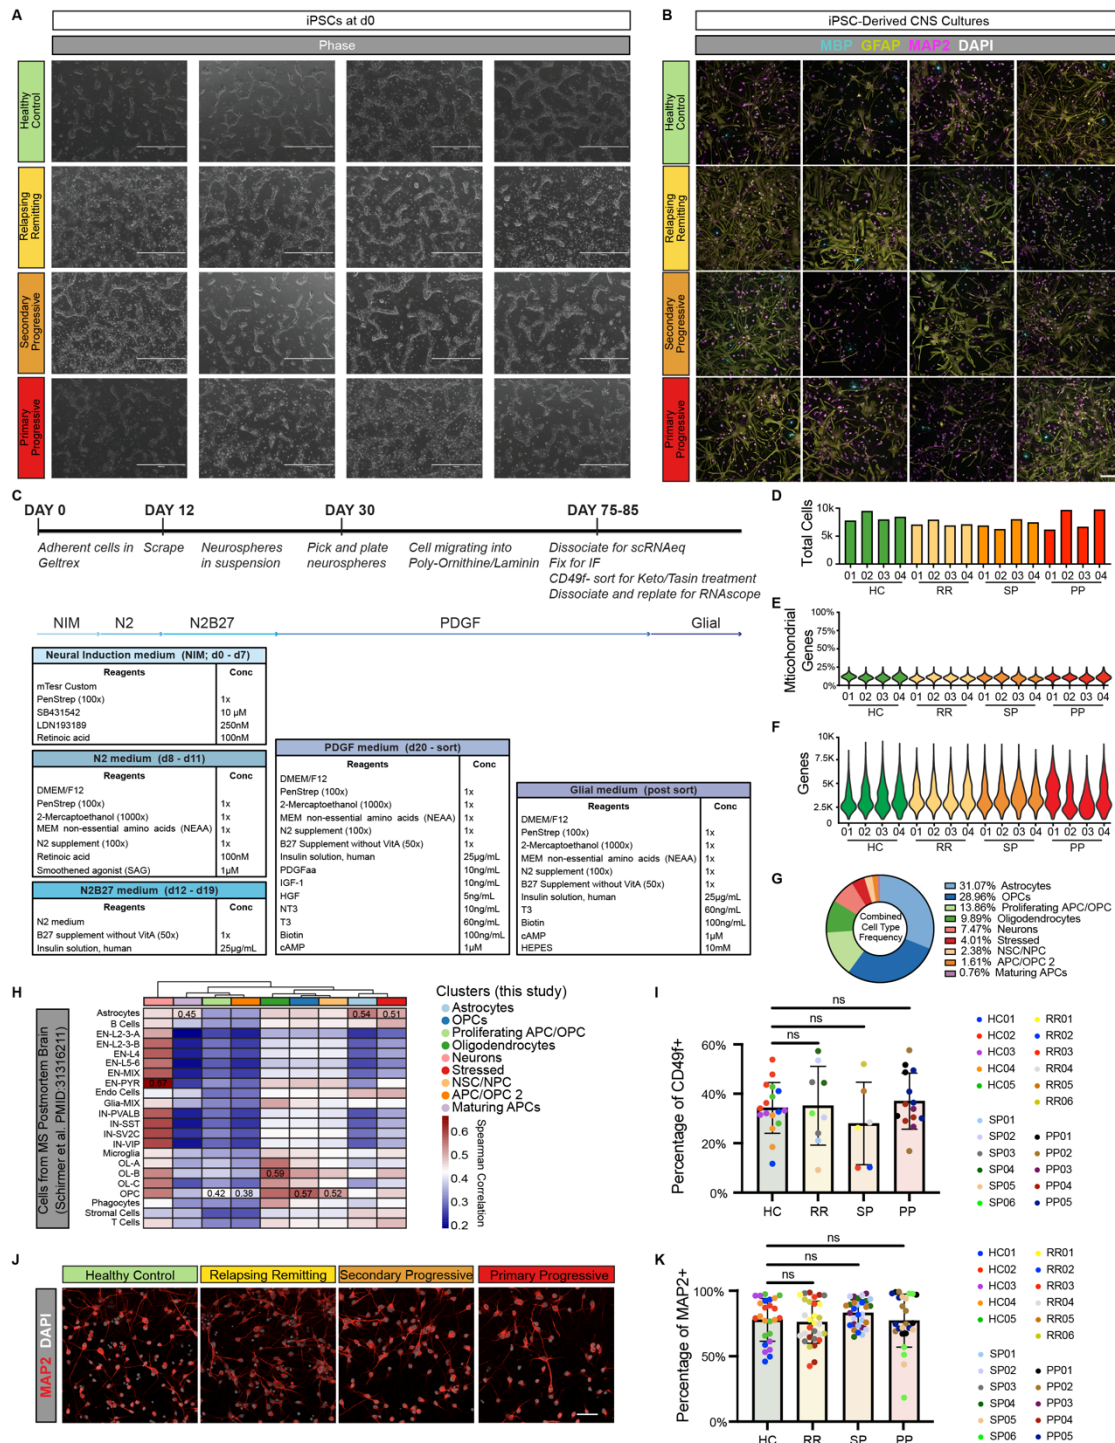 A
iPSCs at d0
Phase
Healthy Control
Relapsing Remitting
Secondary Progressive
Primary Progressive
B
iPSC-Derived CNS Cultures
MBP GFAP MAP2 DAPI
Healthy Control
Relapsing Remitting
Secondary Progressive
Primary Progressive
C
DAY 0
DAY 12
DAY 30
DAY 75-85
Adherent cells in Geltrex
Scrape
Neurospheres in suspension
Pick and plate neurospheres
Cell migrating into Poly-Ornithine/Laminin
Dissociate for scRNAeq
Fix for IF
CD49f- sort for Keto/Tasin treatment
Dissociate and replate for RNAscope
NIM N2 N2B27 PDGF Glial
Neural Induction medium (NIM; d0 - d7)
Reagents Conc
mTesr Custom
PenStrep (100x) 1x
SB431542 10 µM
LDN193189 250nM
Retinoic acid 100nM
N2 medium (d8 - d11)
Reagents Conc
DMEM/F12
PenStrep (100x) 1x
2-Mercaptoethanol (1000x) 1x
MEM non-essential amino acids (NEAA) 1x
N2 supplement (100x) 1x
Retinoic acid 100nM
Smoothened agonist (SAG) 1µM
N2B27 medium (d12 - d19)
Reagents Conc
N2 medium
B27 supplement without VitA (50x) 1x
Insulin solution, human 25µg/mL
PDGF medium (d20 - sort)
Reagents Conc
DMEM/F12
PenStrep (100x) 1x
2-Mercaptoethanol (1000x) 1x
MEM non-essential amino acids (NEAA) 1x
N2 supplement (100x) 1x
B27 Supplement without VitA (50x) 1x
Insulin solution, human 25µg/mL
PDGFaa 10ng/mL
IGF-1 10ng/mL
HGF 5ng/mL
NT3 10ng/mL
T3 60ng/mL
Biotin 100ng/mL
cAMP 1µM
Glial medium (post sort)
Reagents Conc
DMEM/F12
PenStrep (100x) 1x
2-Mercaptoethanol (1000x) 1x
MEM non-essential amino acids (NEAA) 1x
N2 supplement (100x) 1x
B27 Supplement without VitA (50x) 1x
Insulin solution, human 25µg/mL
T3 60ng/mL
Biotin 100ng/mL
cAMP 1µM
HEPES 10mM
D
Total Cells
10k
5k
0
01 02 03 04 01 02 03 04 01 02 03 04 01 02 03 04
HC RR SP PP
E
Mticohondrial Genes
100%
75%
50%
25%
0%
01 02 03 04 01 02 03 04 01 02 03 04 01 02 03 04
HC RR SP PP
F
Genes
10K
5K
2.5K
01 02 03 04 01 02 03 04 01 02 03 04 01 02 03 04
HC RR SP PP
G
Combined Cell Type Frequency
31.07% Astrocytes
28.96% OPCs
13.86% Proliferating APC/OPC
9.89% Oligodendrocytes
7.47% Neurons
4.01% Stressed
2.38% NSC/NPC
1.61% APC/OPC 2
0.76% Maturing APCs
H
Cells from MS Postmortem Brain
(Schirmer et al. PMID:31316211)
Astrocytes 0.45 0.54 0.51
B Cells
EN-L2-3-A
EN-L2-3-B
EN-L4
EN-L5-6
EN-MIX
EN-PYR 0.67
Endo Cells
Glia-MIX
IN-PVALB
IN-SST
IN-SV2C
IN-VIP
Microglia
OL-A
OL-B 0.59
OL-C
OPC 0.42 0.38 0.57 0.52
Phagocytes
Stromal Cells
T Cells
Clusters (this study)
Astrocytes
OPCs
Proliferating APC/OPC
Oligodendrocytes
Neurons
Stressed
NSC/NPC
APC/OPC 2
Maturing APCs
0.6
0.5
0.4
0.3
0.2
Spearman Correlation
I
Percentage of CD49f+
60%
40%
20%
0%
ns
ns
ns
HC RR SP PP
HC01 RR01
HC02 RR02
HC03 RR03
HC04 RR04
HC05 RR05
RR06
SP01
SP02 PP01
SP03 PP02
SP04 PP03
SP05 PP04
SP06 PP05
J
Healthy Control
Relapsing Remitting
Secondary Progressive
Primary Progressive
MAP2 DAPI
K
Percentage of MAP2+
100%
50%
0%
ns
ns
ns
HC RR SP PP
HC01 RR01
HC02 RR02
HC03 RR03
HC04 RR04
HC05 RR05
RR06
SP01
SP02 PP01
SP03 PP02
SP04 PP03
SP05 PP04
SP06 PP05